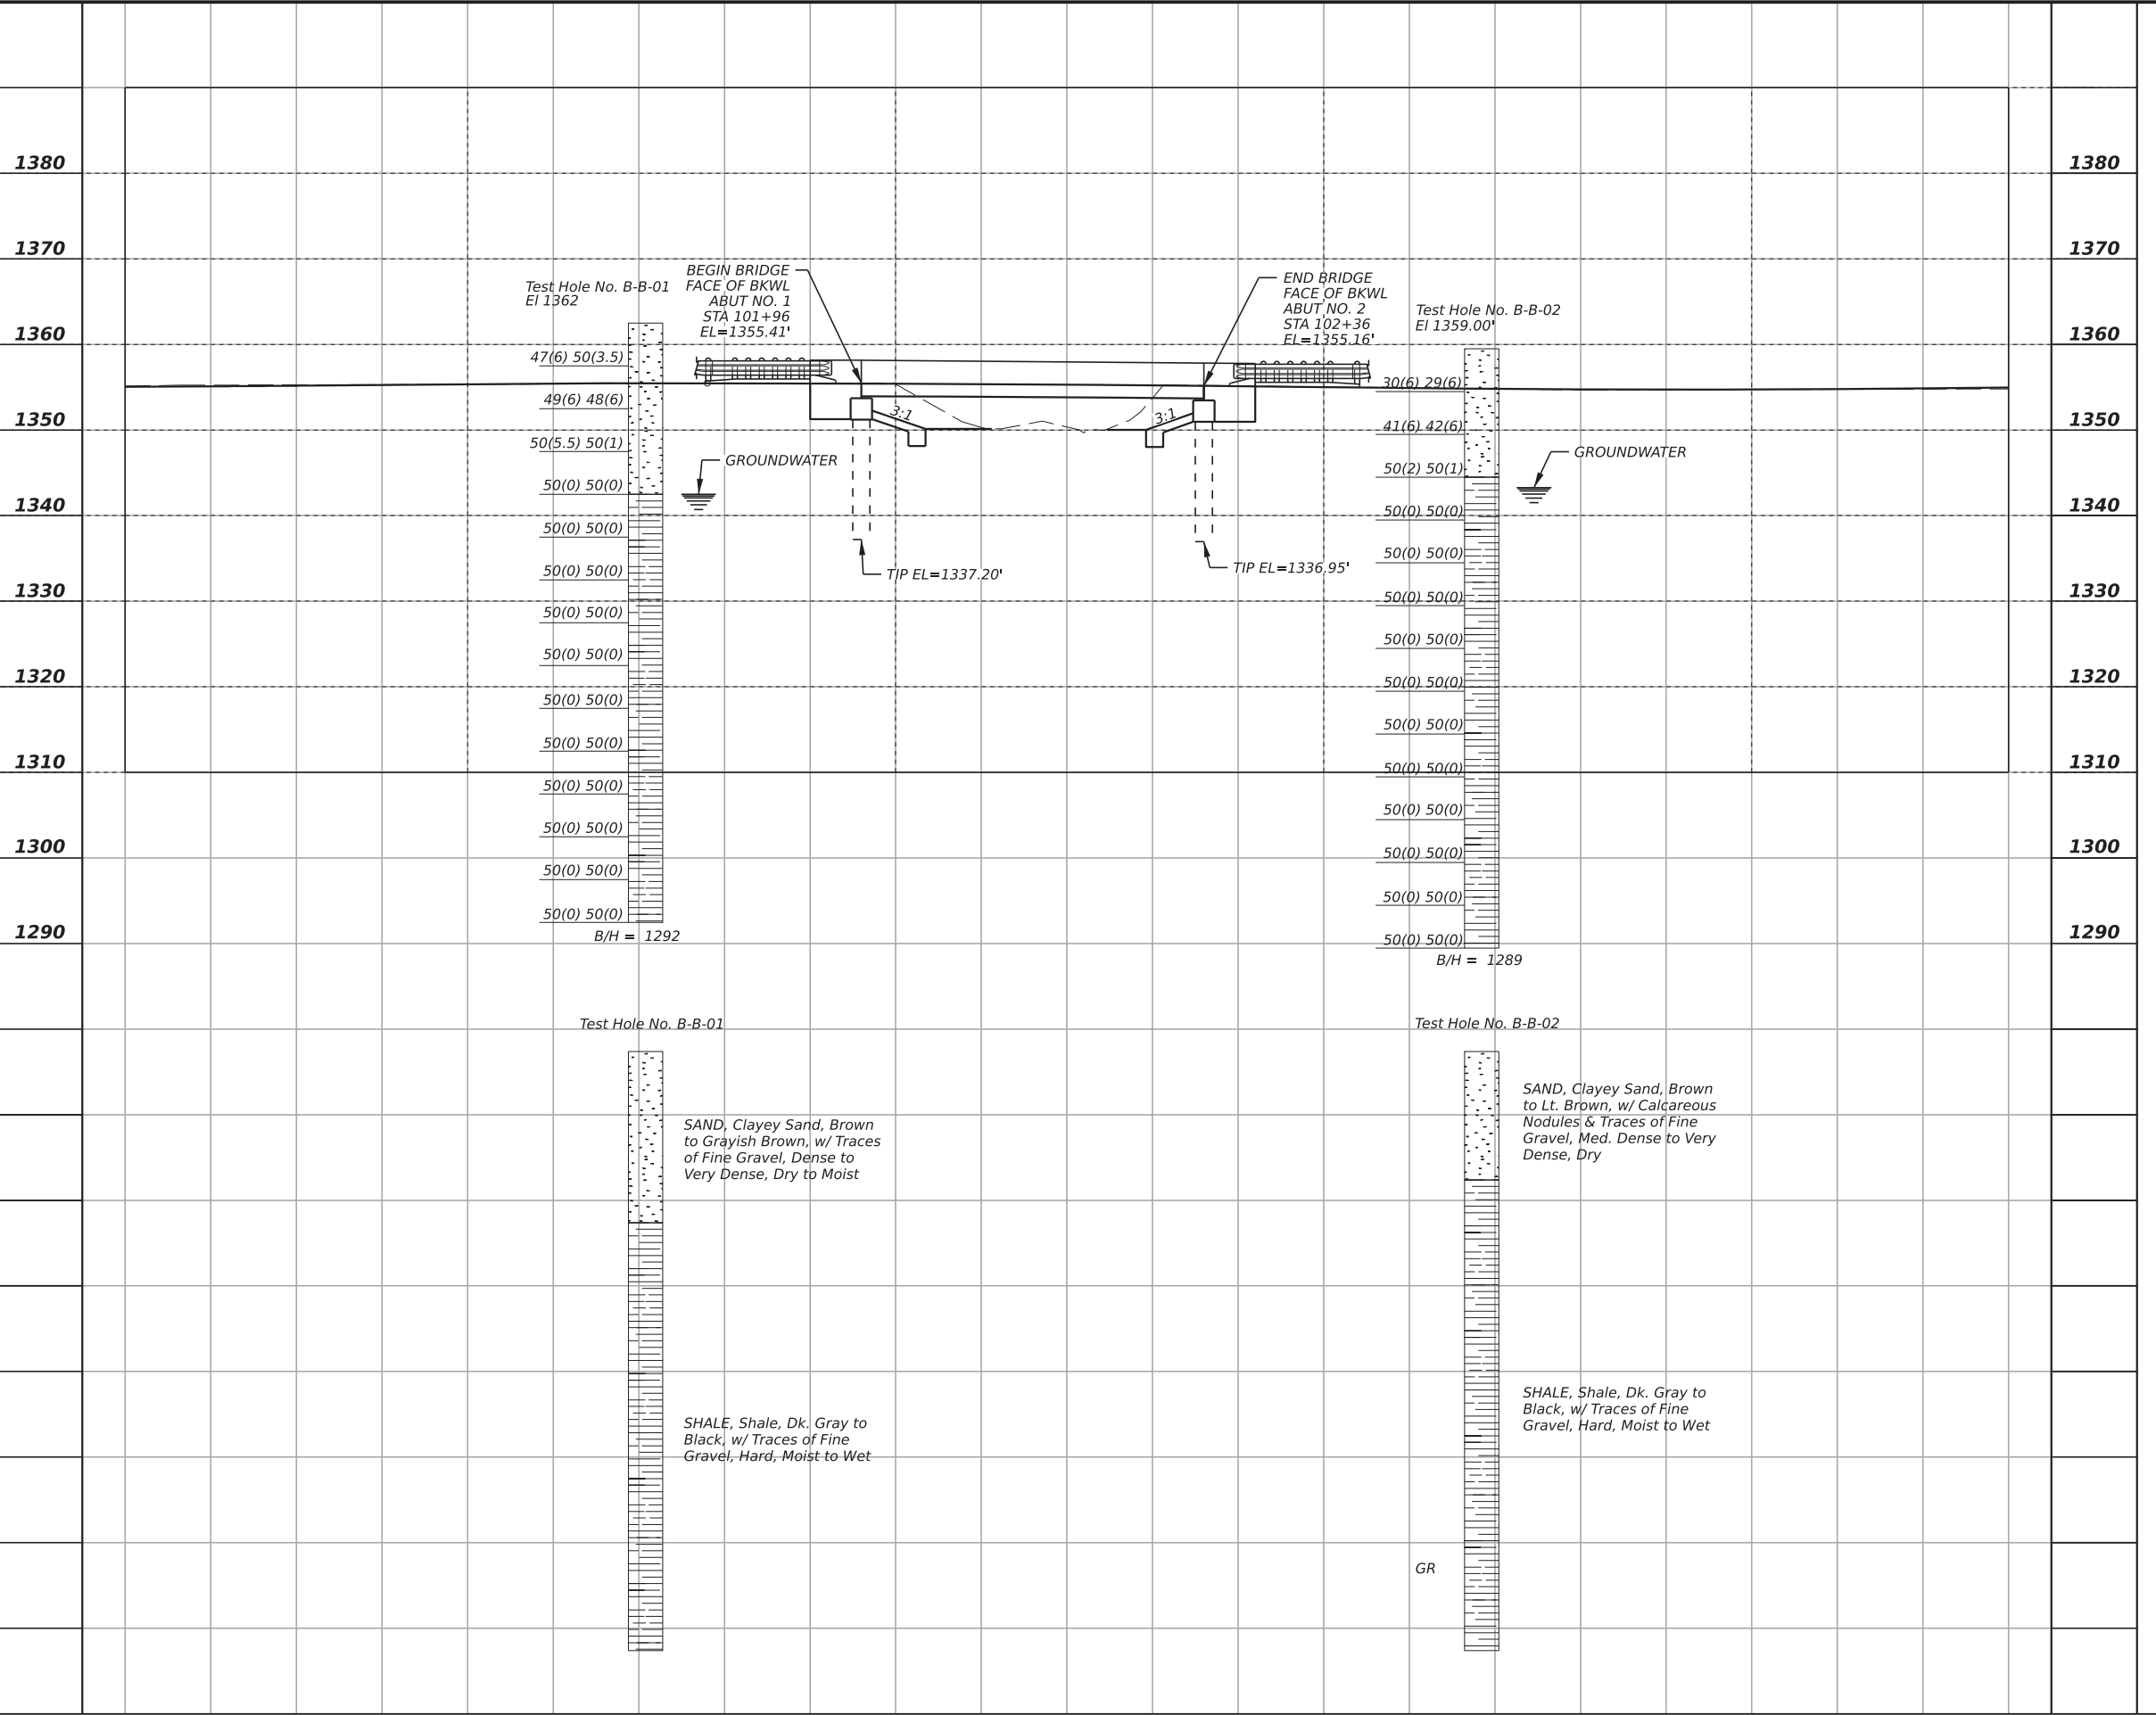 1380
1370
1360
1350
1340
1330
1320
1310
1300
1290
1380
1370
1360
1350
1340
1330
1320
1310
1300
1290
Test Hole No. B-B-01
El 1362
BEGIN BRIDGE
FACE OF BKWL
ABUT NO. 1
STA 101+96
EL=1355.41'
END BRIDGE
FACE OF BKWL
ABUT NO. 2
STA 102+36
EL=1355.16'
Test Hole No. B-B-02
El 1359.00'
47(6) 50(3.5)
49(6) 48(6)
50(5.5) 50(1)
50(0) 50(0)
50(0) 50(0)
50(0) 50(0)
50(0) 50(0)
50(0) 50(0)
50(0) 50(0)
50(0) 50(0)
50(0) 50(0)
50(0) 50(0)
50(0) 50(0)
50(0) 50(0)
B/H = 1292
GROUNDWATER
3:1
3:1
TIP EL=1337.20'
TIP EL=1336.95'
30(6) 29(6)
41(6) 42(6)
50(2) 50(1)
50(0) 50(0)
50(0) 50(0)
50(0) 50(0)
50(0) 50(0)
50(0) 50(0)
50(0) 50(0)
50(0) 50(0)
50(0) 50(0)
50(0) 50(0)
50(0) 50(0)
50(0) 50(0)
B/H = 1289
GROUNDWATER
Test Hole No. B-B-01
SAND, Clayey Sand, Brown
to Grayish Brown, w/ Traces
of Fine Gravel, Dense to
Very Dense, Dry to Moist
SHALE, Shale, Dk. Gray to
Black, w/ Traces of Fine
Gravel, Hard, Moist to Wet
Test Hole No. B-B-02
SAND, Clayey Sand, Brown
to Lt. Brown, w/ Calcareous
Nodules & Traces of Fine
Gravel, Med. Dense to Very
Dense, Dry
SHALE, Shale, Dk. Gray to
Black, w/ Traces of Fine
Gravel, Hard, Moist to Wet
GR